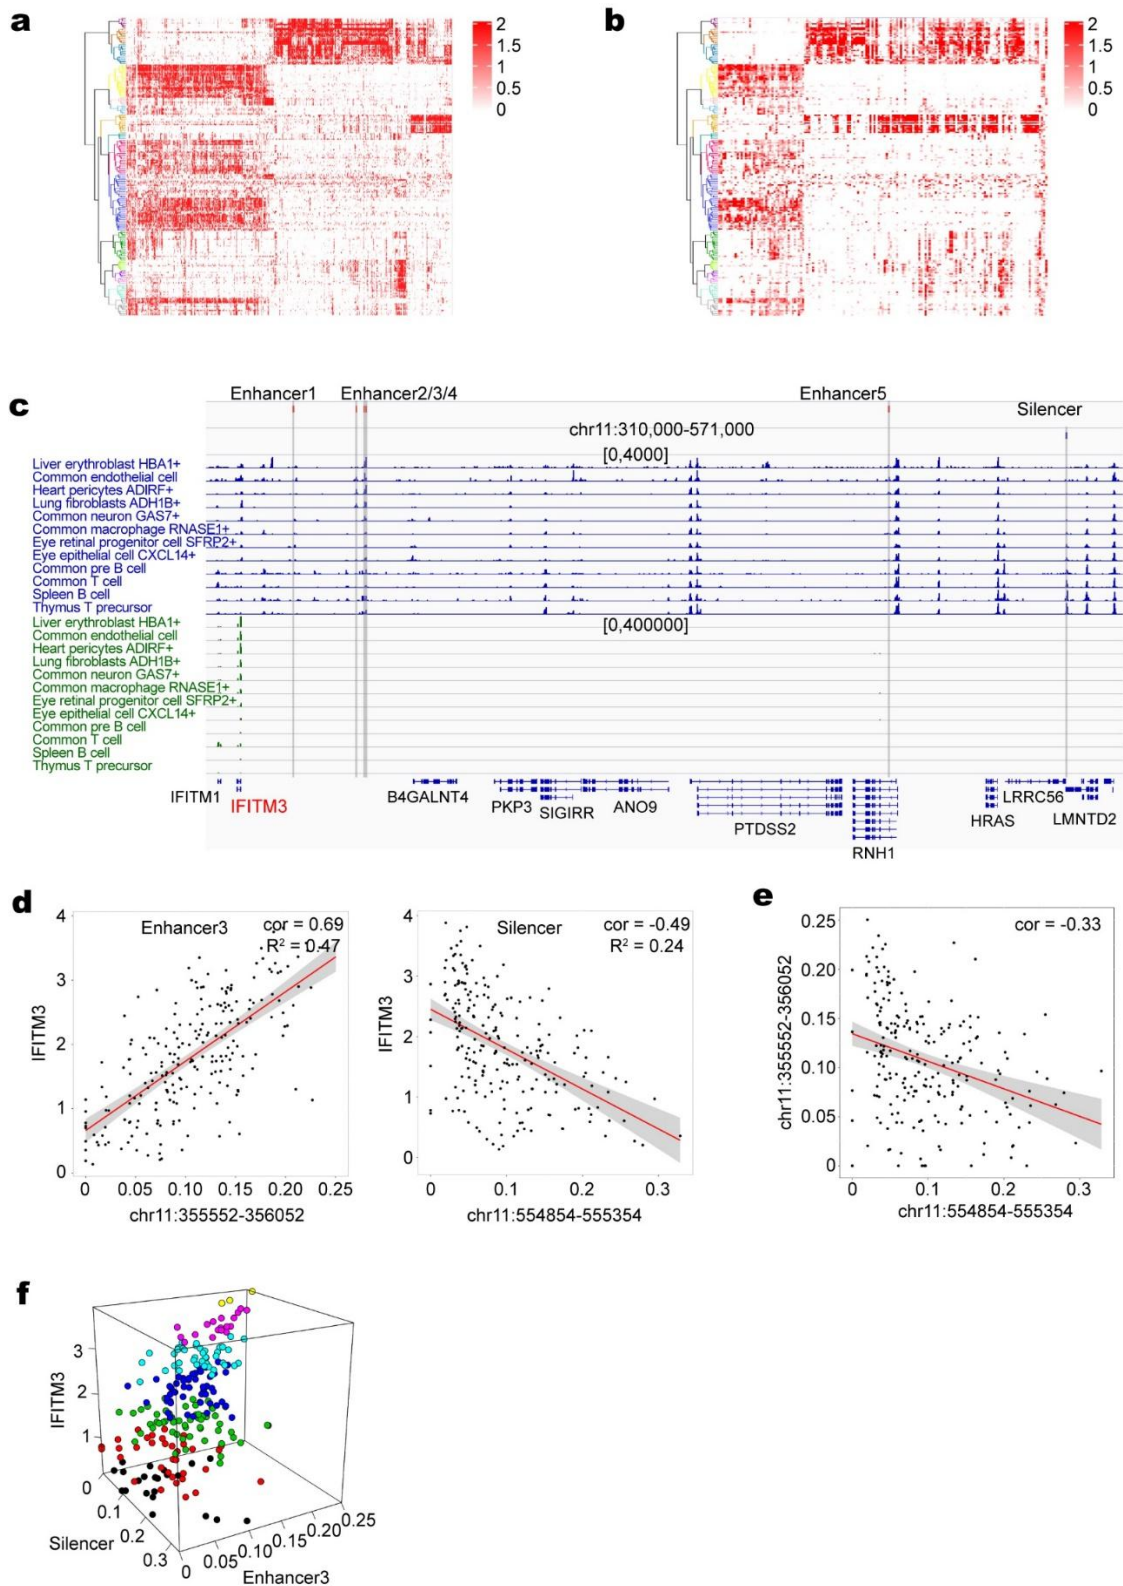 a
b
2
1.5
1
0.5
0
2
1.5
1
0.5
0
c
Enhancer1
Enhancer2/3/4
Enhancer5
Silencer
chr11:310,000-571,000
[0,4000]
Liver erythroblast HBA1+
Common endothelial cell
Heart pericytes ADIRF+
Lung fibroblasts ADH1B+
Common neuron GAS7+
Common macrophage RNASE1+
Eye retinal progenitor cell SFRP2+
Eye epithelial cell CXCL14+
Common pre B cell
Common T cell
Spleen B cell
Thymus T precursor
[0,400000]
Liver erythroblast HBA1+
Common endothelial cell
Heart pericytes ADIRF+
Lung fibroblasts ADH1B+
Common neuron GAS7+
Common macrophage RNASE1+
Eye retinal progenitor cell SFRP2+
Eye epithelial cell CXCL14+
Common pre B cell
Common T cell
Spleen B cell
Thymus T precursor
IFITM1
IFITM3
B4GALNT4
PKP3
SIGIRR
ANO9
PTDSS2
RNH1
HRAS
LRRC56
LMNTD2
d
Enhancer3
cor = 0.69
R² = 0.47
IFITM3
4
3
2
1
0
0
0.05
0.10
0.15
0.20
0.25
chr11:355552-356052
Silencer
cor = -0.49
R² = 0.24
IFITM3
4
3
2
1
0
0
0.1
0.2
0.3
chr11:554854-555354
e
cor = -0.33
chr11:355552-356052
0.25
0.20
0.15
0.10
0.05
0
0
0.1
0.2
0.3
chr11:554854-555354
f
IFITM3
3
2
1
0
0.1
0.2
0.3
Silencer
0
0.05
0.10
0.15
0.20
0.25
Enhancer3